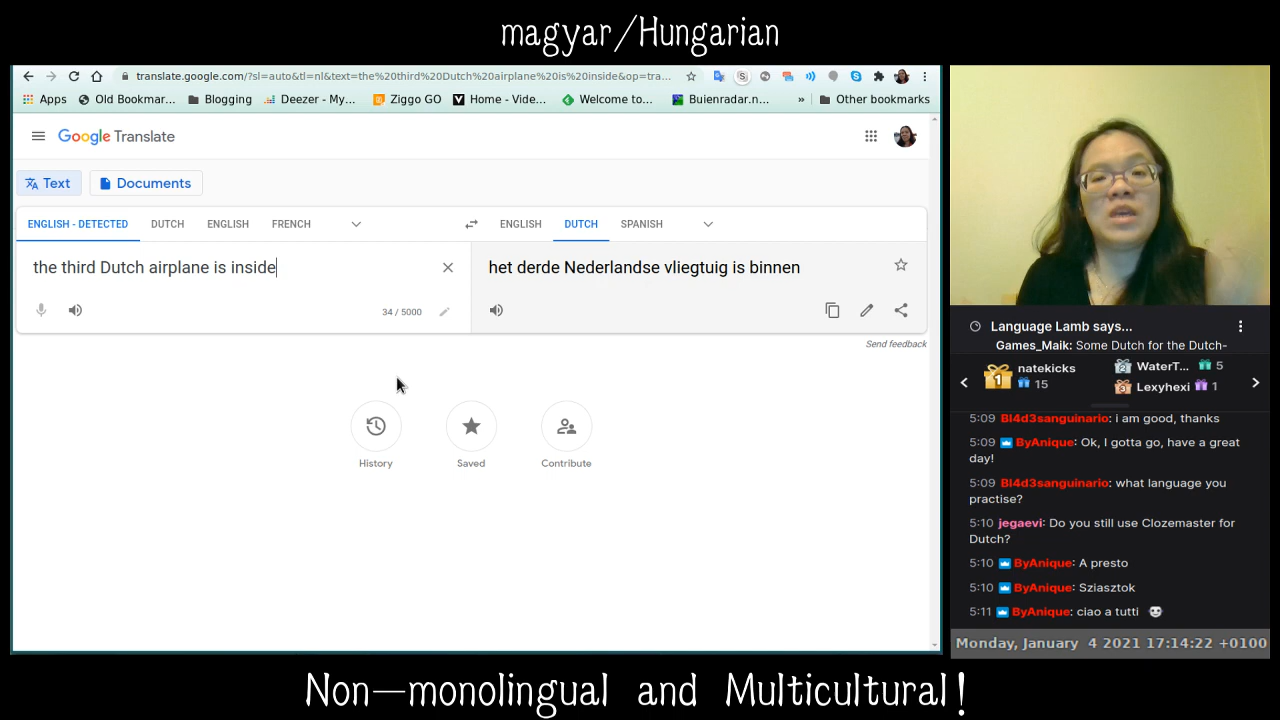 magyar/Hungarian
translate.google.com/?sl=auto&tl=nl&text=the%20third%20Dutch%20airplane%20is%20inside&op=tra...
Apps
Old Bookmar...
Blogging
Deezer - My...
Ziggo GO
Home - Vide...
Welcome to...
Buienradar.n...
»
Other bookmarks
Google Translate
Text
Documents
ENGLISH - DETECTED
DUTCH
ENGLISH
FRENCH
ENGLISH
DUTCH
SPANISH
the third Dutch airplane is inside
het derde Nederlandse vliegtuig is binnen
34 / 5000
Send feedback
History
Saved
Contribute
Language Lamb says...
Games_Maik: Some Dutch for the Dutch-
1
natekicks
15
2
WaterT...
5
3
Lexyhexi
1
5:09 Bl4d3sanguinario: i am good, thanks
5:09 ByAnique: Ok, I gotta go, have a great
day!
5:09 Bl4d3sanguinario: what language you
practise?
5:10 jegaevi: Do you still use Clozemaster for
Dutch?
5:10 ByAnique: A presto
5:10 ByAnique: Sziasztok
5:11 ByAnique: ciao a tutti
Monday, January 4 2021 17:14:22 +0100
Non-monolingual and Multicultural!